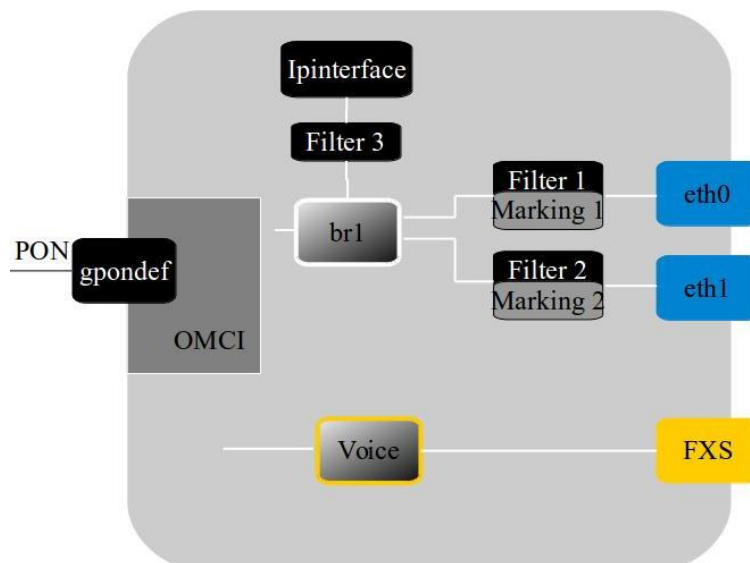 Ipinterface
Filter 3
Filter 1
Marking 1
eth0
br1
PON
gpondef
Filter 2
Marking 2
eth1
OMCI
Voice
FXS